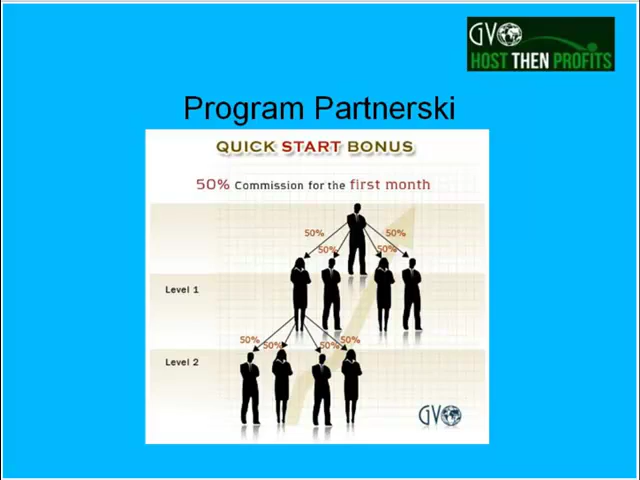 GVO
HOST THEN PROFITS
Program Partnerski
QUICK START BONUS
50% Commission for the first month
50% 50%
50% 50%
Level 1
50% 50%
50% 50%
Level 2
GVO